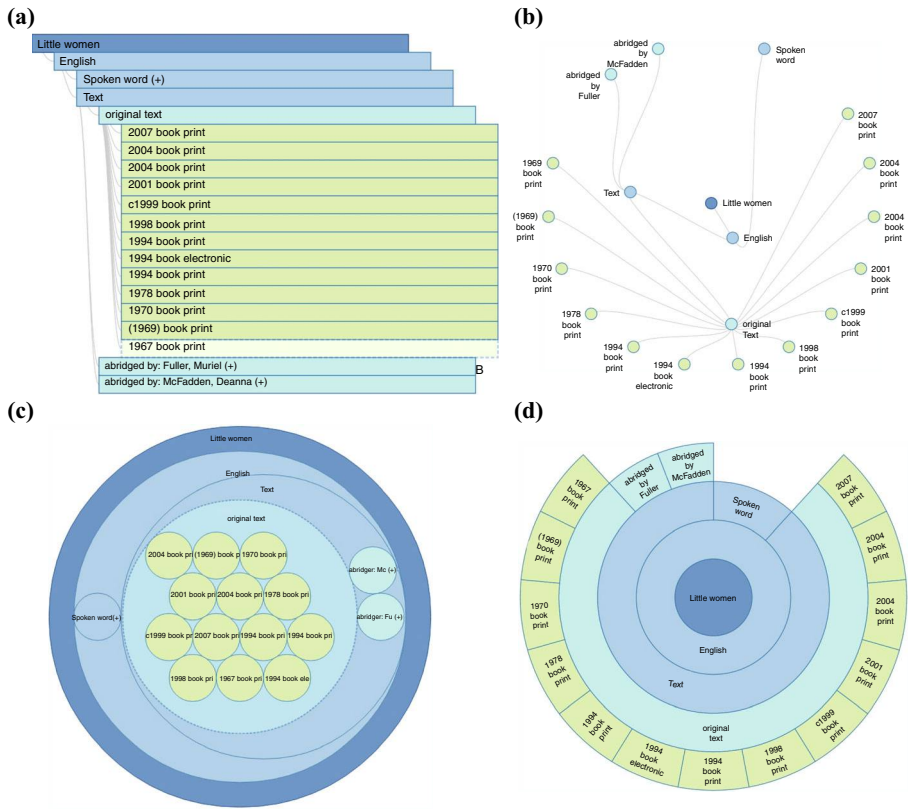 (a)
Little women
English
Spoken word (+)
Text
original text
2007 book print
2004 book print
2004 book print
2001 book print
c1999 book print
1998 book print
1994 book print
1994 book electronic
1994 book print
1978 book print
1970 book print
(1969) book print
1967 book print
abridged by: Fuller, Muriel (+)
B
abridged by: McFadden, Deanna (+)
(b)
abridged
by
McFadden
abridged
by
Fuller
Spoken
word
2007
book
print
1969
book
print
2004
book
print
Text
Little women
(1969)
book
print
2004
book
print
English
1970
book
print
2001
book
print
1978
book
print
original
Text
c1999
book
print
1994
book
print
1994
book
electronic
1994
book
print
1998
book
print
(c)
Little women
English
Text
original text
2004 book pri
(1969) book p
1970 book pri
abridger: Mc (+)
2001 book pri
2004 book pri
1978 book pri
Spoken word(+)
abridger: Fu (+)
c1999 book pri
2007 book pri
1994 book pri
1994 book pri
1998 book pri
1967 book pri
1994 book ele
(d)
abridged
by
Fuller
abridged
by
McFadden
Spoken
word
1967
book
print
2007
book
print
(1969)
book
print
2004
book
print
1970
book
print
Little women
2004
book
print
English
1978
book
print
Text
2001
book
print
1994
book
print
original
text
c1999
book
print
1994
book
electronic
1994
book
print
1998
book
print